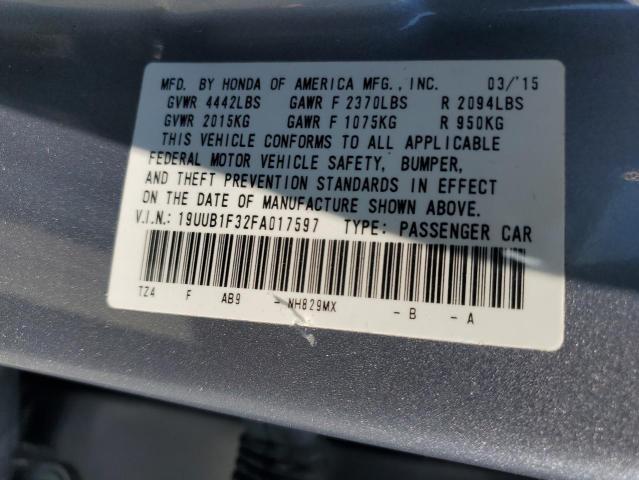 MFD. BY HONDA OF AMERICA MFG., INC. 03/'15
GVWR 4442LBS GAWR F 2370LBS R 2094LBS
GVWR 2015KG GAWR F 1075KG R 950KG
THIS VEHICLE CONFORMS TO ALL APPLICABLE
FEDERAL MOTOR VEHICLE SAFETY, BUMPER,
AND THEFT PREVENTION STANDARDS IN EFFECT
ON THE DATE OF MANUFACTURE SHOWN ABOVE.
V.I.N.: 19UUB1F32FA017597 TYPE: PASSENGER CAR
TZ4 F AB9 - NH829MX - B - A